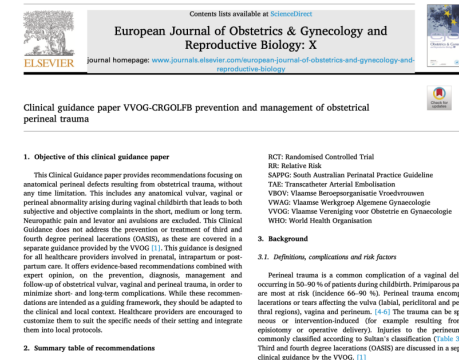 Contents lists available at ScienceDirect
European Journal of Obstetrics & Gynecology and
Reproductive Biology: X
ELSEVIER
journal homepage: www.journals.elsevier.com/european-journal-of-obstetrics-and-gynecology-and-
reproductive-biology
Clinical guidance paper VVOG-CRGOLFB prevention and management of obstetrical
perineal trauma
1. Objective of this clinical guidance paper
This Clinical Guidance paper provides recommendations focusing on
anatomical perineal defects resulting from obstetrical trauma, without
any time limitation. This includes any anatomical vulvar, vaginal or
perineal abnormality arising during vaginal childbirth that leads to both
subjective and objective complaints in the short, medium or long term.
Neuropathic pain and levator ani avulsions are excluded. This Clinical
Guidance does not address the prevention or treatment of third and
fourth degree perineal lacerations (OASIS), as these are covered in a
separate guidance provided by the VVOG [1]. This guidance is designed
for all healthcare providers involved in prenatal, intrapartum or post-
partum care. It offers evidence-based recommendations combined with
expert opinion, on the prevention, diagnosis, management and
follow-up of obstetrical vulvar, vaginal and perineal trauma, in order to
minimize short- and long-term complications. While these recommen-
dations are intended as a guiding framework, they should be adapted to
the clinical and local context. Healthcare providers are encouraged to
customize them to suit the specific needs of their setting and integrate
them into local protocols.
2. Summary table of recommendations
RCT: Randomised Controlled Trial
RR: Relative Risk
SAPPG: South Australian Perinatal Practice Guideline
TAE: Transcatheter Arterial Embolisation
VBOV: Vlaamse Beroepsorganisatie Vroedvrouwen
VWAG: Vlaamse Werkgroep Algemene Gynaecologie
VVOG: Vlaamse Vereniging voor Obstetrie en Gynaecologie
WHO: World Health Organisation
3. Background
3.1. Definitions, complications and risk factors
Perineal trauma is a common complication of a vaginal del
occurring in 50–90 % of patients during childbirth. Primiparous pa
are most at risk (incidence 66–90 %). Perineal trauma encom
lacerations or tears affecting the vulva (labia, periclitoral and pe
thral regions), vagina and perineum. [4-6] The trauma can be s
neous or intervention-induced (for example resulting fro
episiotomy or operative delivery). Injuries to the perineum
commonly classified according to Sultan's classification (Table 3
Third and fourth degree lacerations (OASIS) are discussed in a se
clinical guidance by the VVOG. [1]